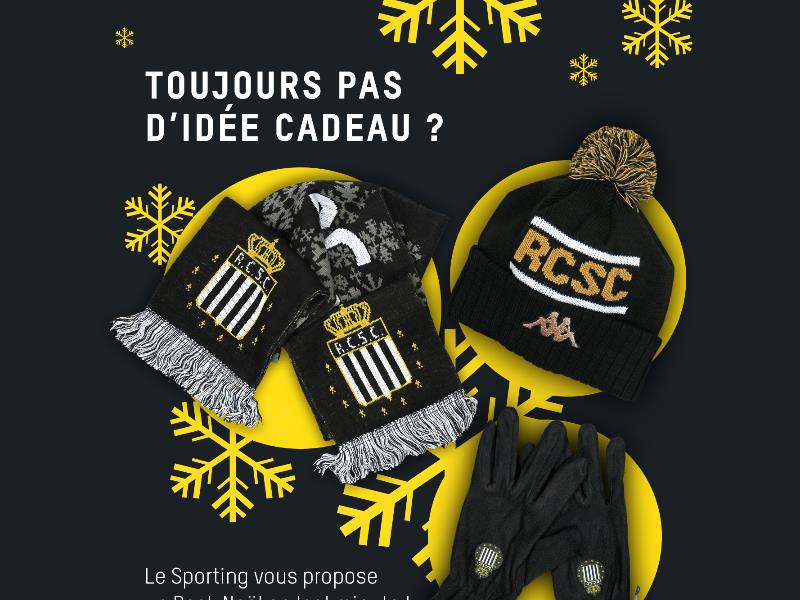 TOUJOURS PAS
D'IDÉE CADEAU ?
R.C.S.C.
R.C.S.C.
RCSC
Le Sporting vous propose